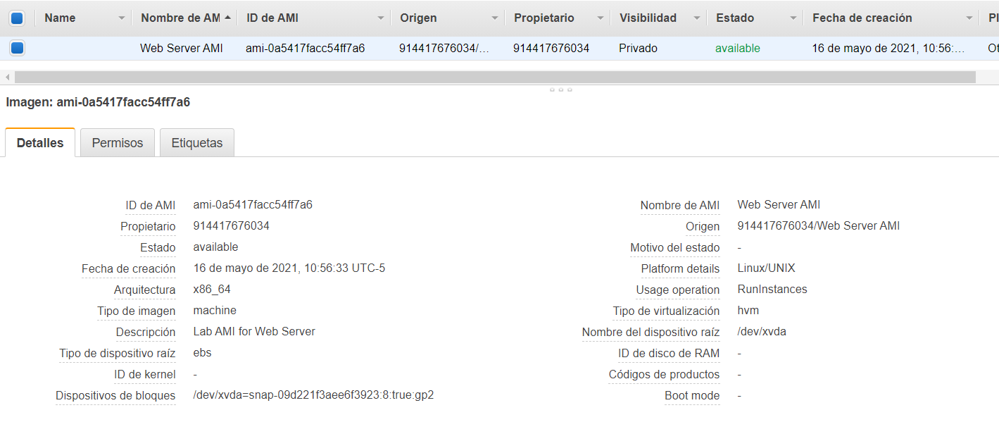 Name Nombre de AM ID de AMI Origen Propietario Visibilidad Estado Fecha de creación Pl
Web Server AMI ami-0a5417facc54ff7a6 914417676034/... 914417676034 Privado available 16 de mayo de 2021, 10:56:... Ot
Imagen: ami-0a5417facc54ff7a6
Detalles Permisos Etiquetas
ID de AMI ami-0a5417facc54ff7a6 Nombre de AMI Web Server AMI
Propietario 914417676034 Origen 914417676034/Web Server AMI
Estado available Motivo del estado -
Fecha de creación 16 de mayo de 2021, 10:56:33 UTC-5 Platform details Linux/UNIX
Arquitectura x86_64 Usage operation RunInstances
Tipo de imagen machine Tipo de virtualización hvm
Descripción Lab AMI for Web Server Nombre del dispositivo raíz /dev/xvda
Tipo de dispositivo raíz ebs ID de disco de RAM -
ID de kernel - Códigos de productos -
Dispositivos de bloques /dev/xvda=snap-09d221f3aee6f3923:8:true:gp2 Boot mode -